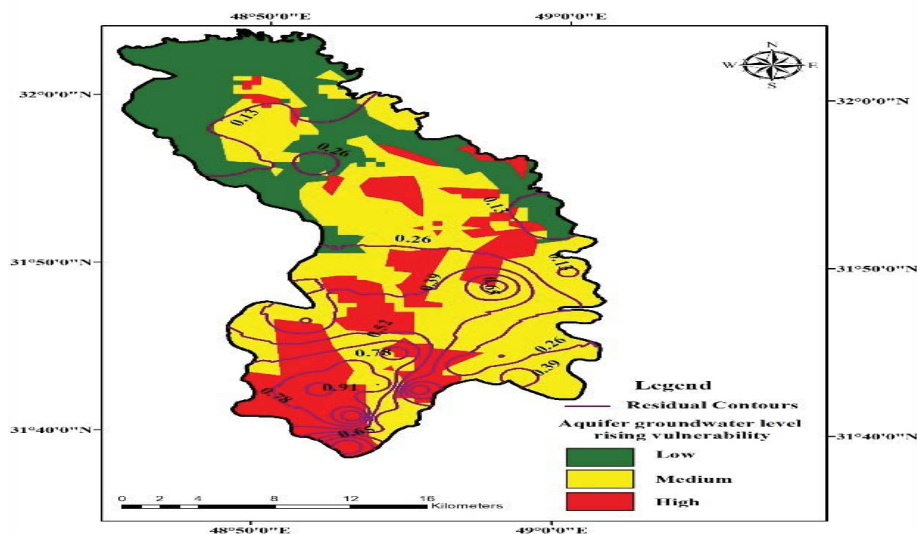 48°50'0"E 49°0'0"E
N
W E
S
32°0'0"N 32°0'0"N
0.13
0.26
0.13
0.26
31°50'0"N 31°50'0"N
0.13
0.39
0.52
0.26
0.78
0.39
0.91
0.78
Legend
Residual Contours
31°40'0"N 31°40'0"N
Aquifer groundwater level
rising vulnerability
Low
Medium
High
0 2 4 8 12 16
Kilometers
48°50'0"E 49°0'0"E